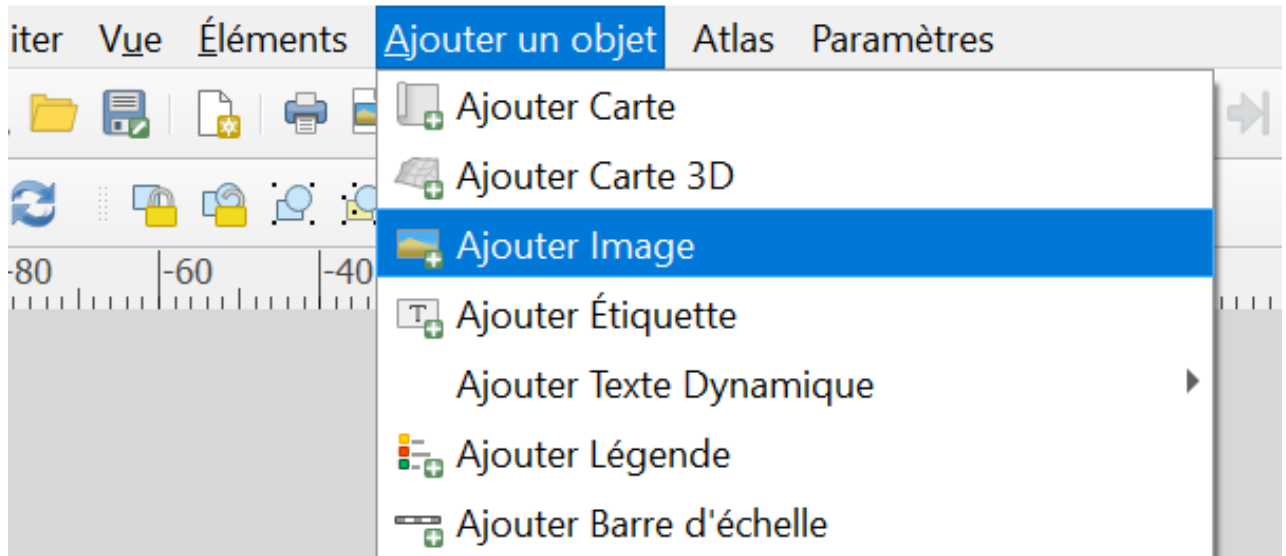 iter Vue Éléments Ajouter un objet Atlas Paramètres
Ajouter Carte
Ajouter Carte 3D
Ajouter Image
-80 -60 -40
T Ajouter Étiquette
Ajouter Texte Dynamique
Ajouter Légende
Ajouter Barre d'échelle